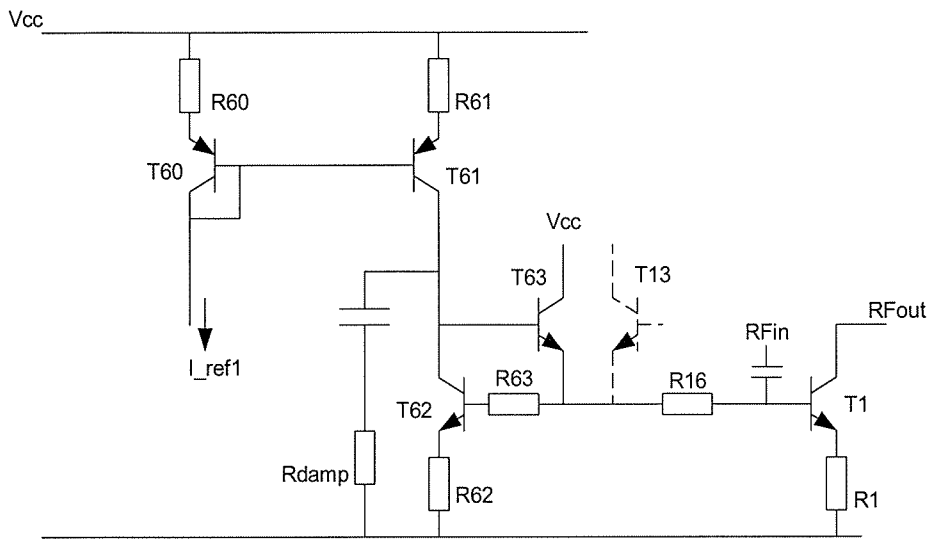 Vcc
R60
R61
T60
T61
Vcc
T63
T13
RFout
RFin
I_ref1
R63
R16
T62
T1
Rdamp
R62
R1